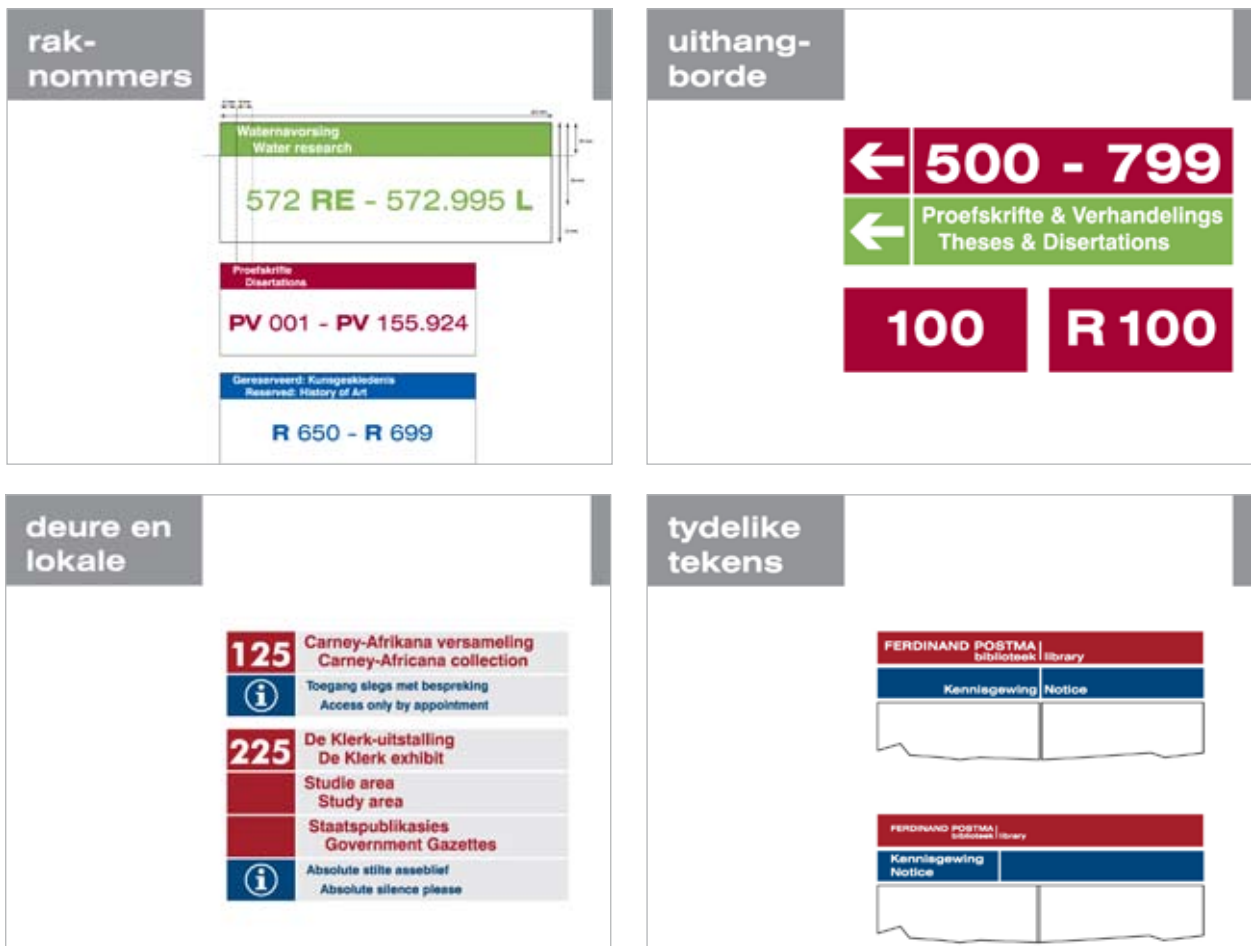 rak-
nommers
Waternavorsing
Water research
572 RE - 572.995 L
Proefskrifte
Disertations
PV 001 - PV 155.924
Gereserveerd: Kunsgeskiedenis
Reserved: History of Art
R 650 - R 699
uithang-
borde
500 - 799
Proefskrifte & Verhandelings
Theses & Disertations
100
R 100
deure en
lokale
125
Carney-Afrikana versameling
Carney-Africana collection
i
Toegang slegs met bespreking
Access only by appointment
225
De Klerk-uitstalling
De Klerk exhibit
Studie area
Study area
Staatspublikasies
Government Gazettes
i
Absolute stilte asseblief
Absolute silence please
tydelike
tekens
FERDINAND POSTMA
biblioteek library
Kennisgewing Notice
FERDINAND POSTMA
biblioteek library
Kennisgewing
Notice